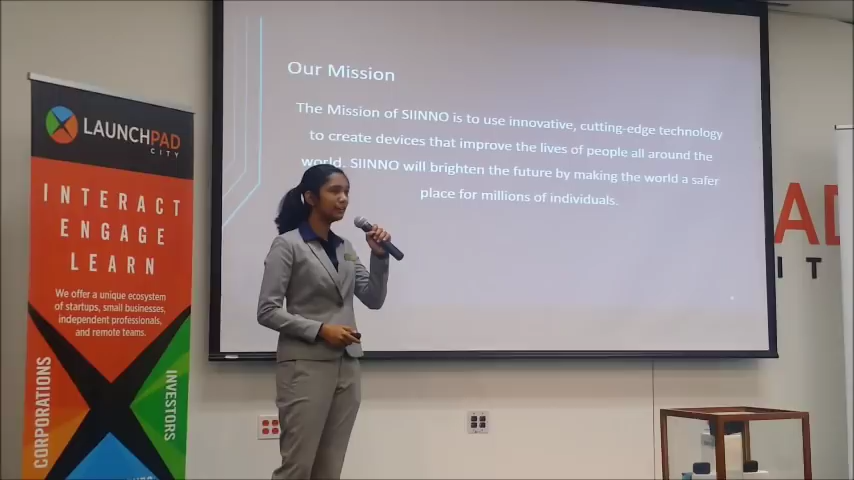 Our Mission
The Mission of SIINNO is to use innovative, cutting-edge technology
to create devices that improve the lives of people all around the
world. SIINNO will brighten the future by making the world a safer
place for millions of individuals.
LAUNCHPAD
CITY
INTERACT
ENGAGE
LEARN
We offer a unique ecosystem
of startups, small businesses,
independent professionals,
and remote teams.
CORPORATIONS
INVESTORS
AD
IT